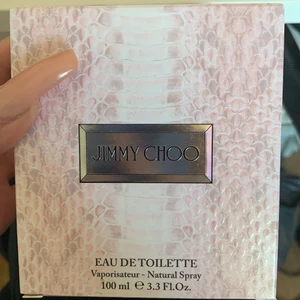 JIMMY CHOO
EAU DE TOILETTE
Vaporisateur - Natural Spray
100 ml ℮ 3.3 Fl.Oz.